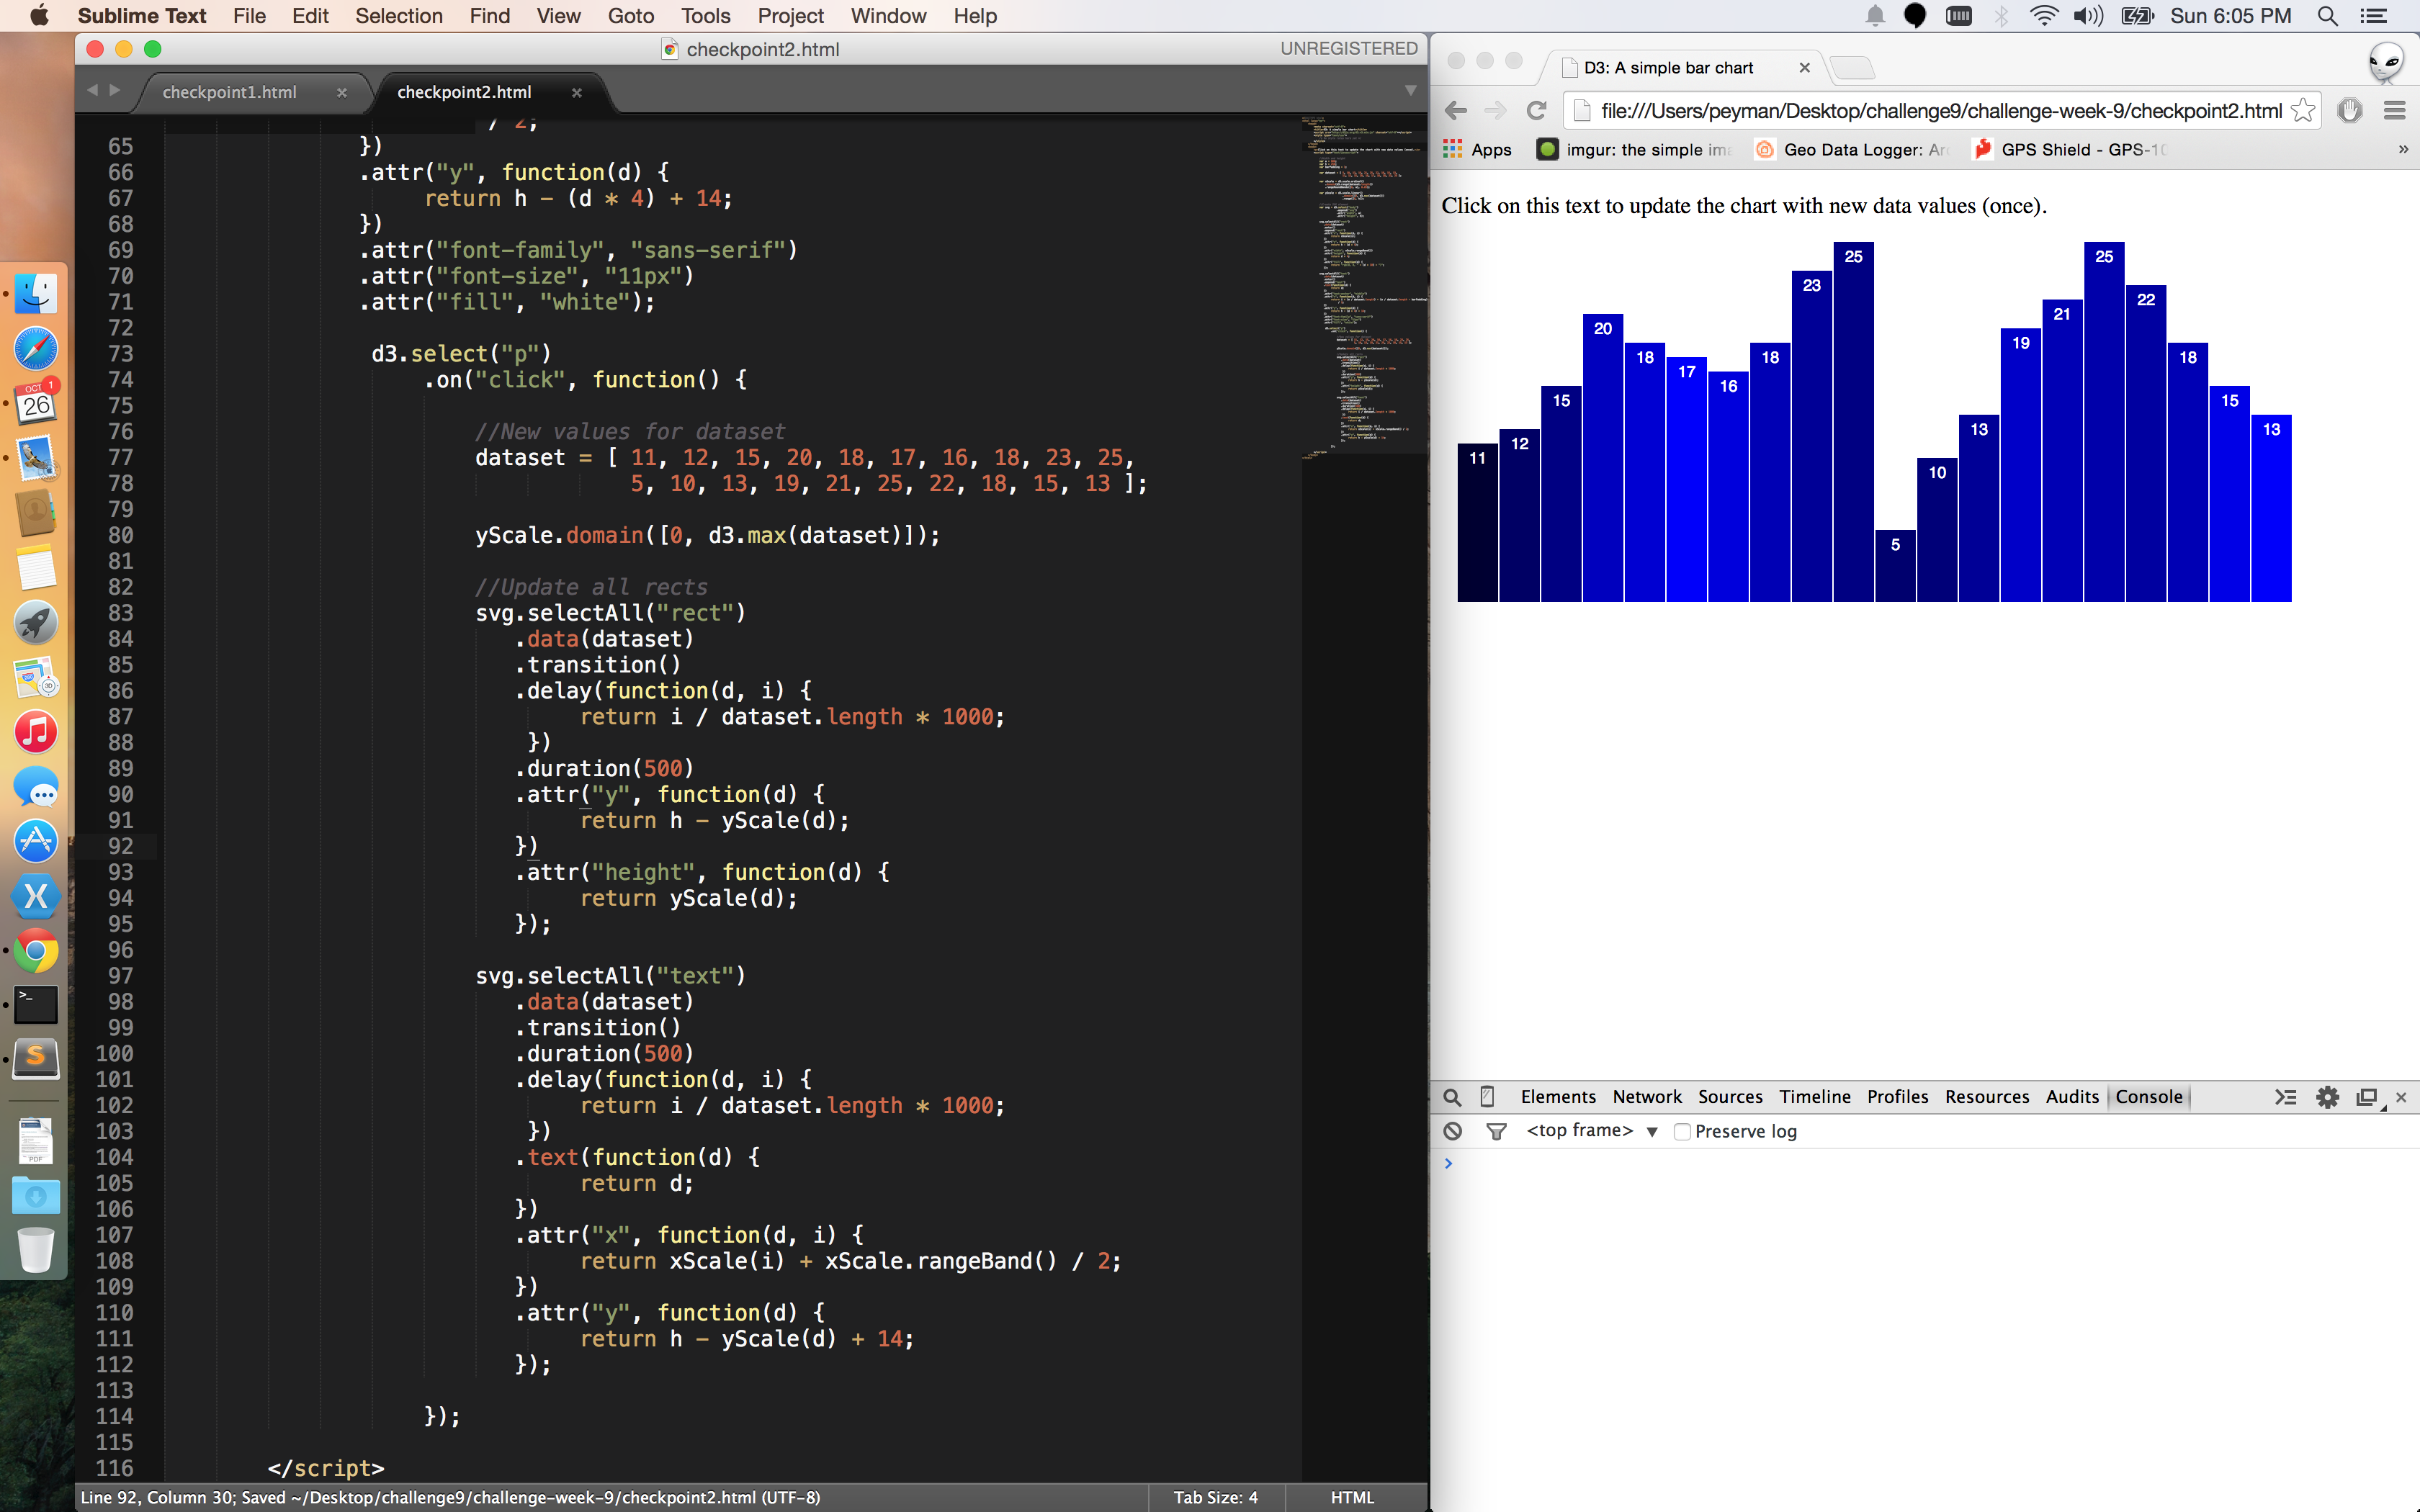 Sublime Text File Edit Selection Find View Goto Tools Project Window Help
Sun 6:05 PM
checkpoint2.html
UNREGISTERED
checkpoint1.html ×
checkpoint2.html ×
/ 2;
65 })
66 .attr("y", function(d) {
67 return h - (d * 4) + 14;
68 })
69 .attr("font-family", "sans-serif")
70 .attr("font-size", "11px")
71 .attr("fill", "white");
72
73 d3.select("p")
74 .on("click", function() {
75
76 //New values for dataset
77 dataset = [ 11, 12, 15, 20, 18, 17, 16, 18, 23, 25,
78 5, 10, 13, 19, 21, 25, 22, 18, 15, 13 ];
79
80 yScale.domain([0, d3.max(dataset)]);
81
82 //Update all rects
83 svg.selectAll("rect")
84 .data(dataset)
85 .transition()
86 .delay(function(d, i) {
87 return i / dataset.length * 1000;
88 })
89 .duration(500)
90 .attr("y", function(d) {
91 return h - yScale(d);
92 })
93 .attr("height", function(d) {
94 return yScale(d);
95 });
96
97 svg.selectAll("text")
98 .data(dataset)
99 .transition()
100 .duration(500)
101 .delay(function(d, i) {
102 return i / dataset.length * 1000;
103 })
104 .text(function(d) {
105 return d;
106 })
107 .attr("x", function(d, i) {
108 return xScale(i) + xScale.rangeBand() / 2;
109 })
110 .attr("y", function(d) {
111 return h - yScale(d) + 14;
112 });
113
114 });
115
116 </script>
Line 92, Column 30; Saved ~/Desktop/challenge9/challenge-week-9/checkpoint2.html (UTF-8)
Tab Size: 4
HTML
OCT
26
1
PDF
D3: A simple bar chart ×
file:///Users/peyman/Desktop/challenge9/challenge-week-9/checkpoint2.html
Apps imgur: the simple ima Geo Data Logger: Ar GPS Shield - GPS-10 »
Click on this text to update the chart with new data values (once).
11 12 15 20 18 17 16 18 23 25 5 10 13 19 21 25 22 18 15 13
Elements Network Sources Timeline Profiles Resources Audits Console
<top frame> ▼ Preserve log
>